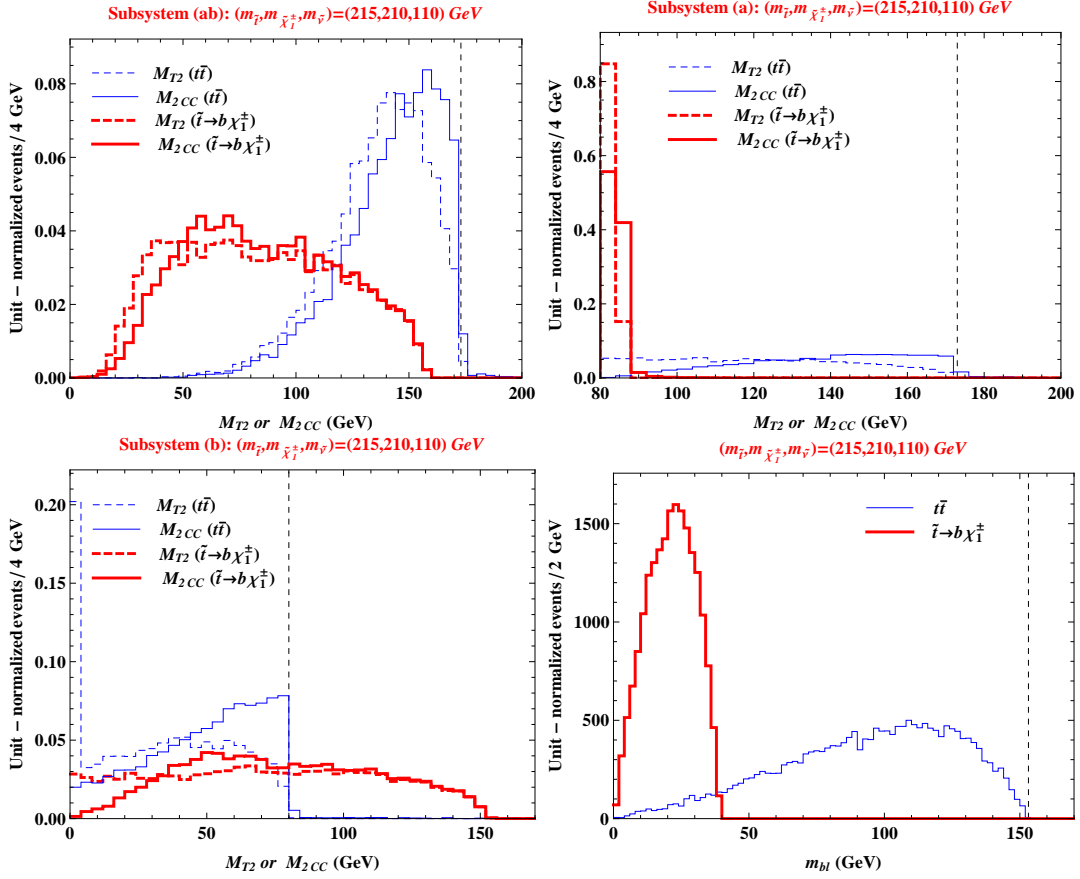 Subsystem (ab): (m_t̃, m_χ̃₁^±, m_ν̃)=(215,210,110) GeV
M_T2 (tt̄)
M_2CC (tt̄)
M_T2 (t̃→bχ₁^±)
M_2CC (t̃→bχ₁^±)
Unit − normalized events/ 4 GeV
0.08
0.06
0.04
0.02
0.00
0 50 100 150 200
M_T2 or M_2CC (GeV)
Subsystem (a): (m_t̃, m_χ̃₁^±, m_ν̃)=(215,210,110) GeV
M_T2 (tt̄)
M_2CC (tt̄)
M_T2 (t̃→bχ₁^±)
M_2CC (t̃→bχ₁^±)
Unit − normalized events/ 4 GeV
0.8
0.6
0.4
0.2
0.0
80 100 120 140 160 180 200
M_T2 or M_2CC (GeV)
Subsystem (b): (m_t̃, m_χ̃₁^±, m_ν̃)=(215,210,110) GeV
M_T2 (tt̄)
M_2CC (tt̄)
M_T2 (t̃→bχ₁^±)
M_2CC (t̃→bχ₁^±)
Unit − normalized events/ 4 GeV
0.20
0.15
0.10
0.05
0.00
0 50 100 150
M_T2 or M_2CC (GeV)
(m_t̃, m_χ̃₁^±, m_ν̃)=(215,210,110) GeV
tt̄
t̃→bχ₁^±
Unit − normalized events/ 2 GeV
1500
1000
500
0
0 50 100 150
m_bl (GeV)